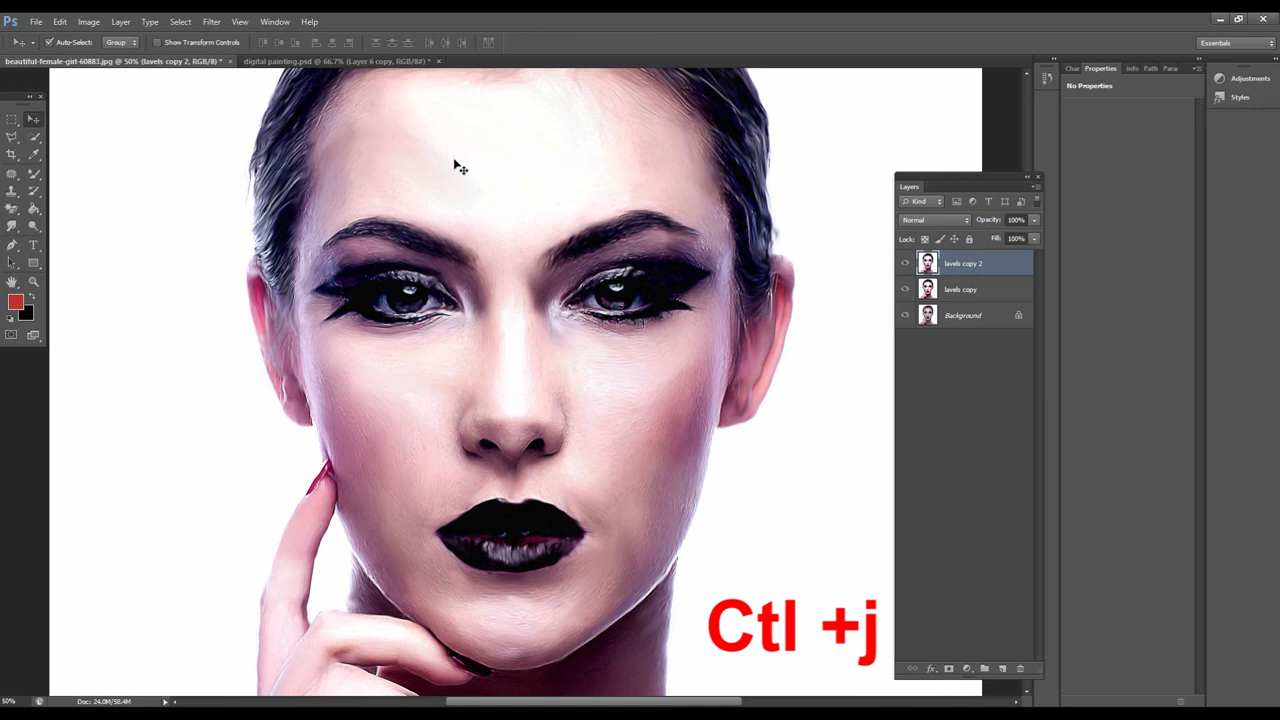 Ps File Edit Image Layer Type Select Filter View Window Help
Auto-Select: Group Show Transform Controls Essentials
beautiful-female-girl-60883.jpg @ 50% (lavels copy 2, RGB/8) * × digital painting.psd @ 66.7% (Layer 6 copy, RGB/8#) * ×
Char Properties Info Path Para
No Properties
Adjustments
Styles
Layers
Kind
Normal Opacity: 100%
Lock: Fill: 100%
lavels copy 2
lavels copy
Background
Ctl +j
50% Doc: 24.0M/58.4M